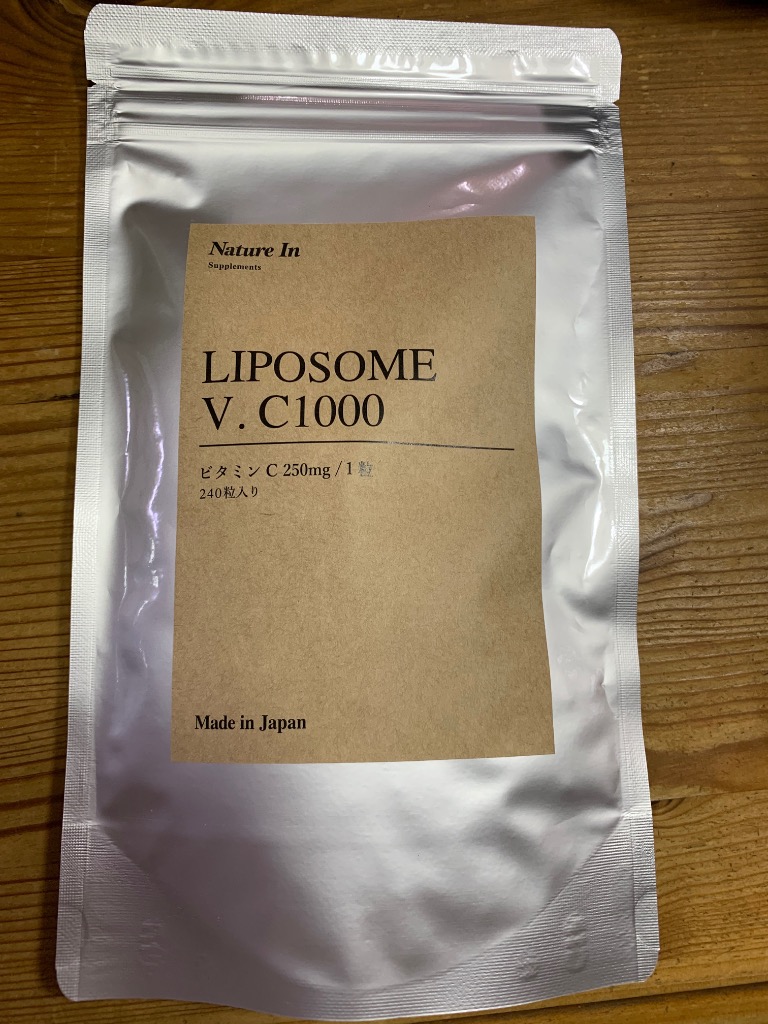 Nature In
Supplements
LIPOSOME
V. C1000
ビタミン C 250mg / 1 粒
240粒入り
Made in Japan